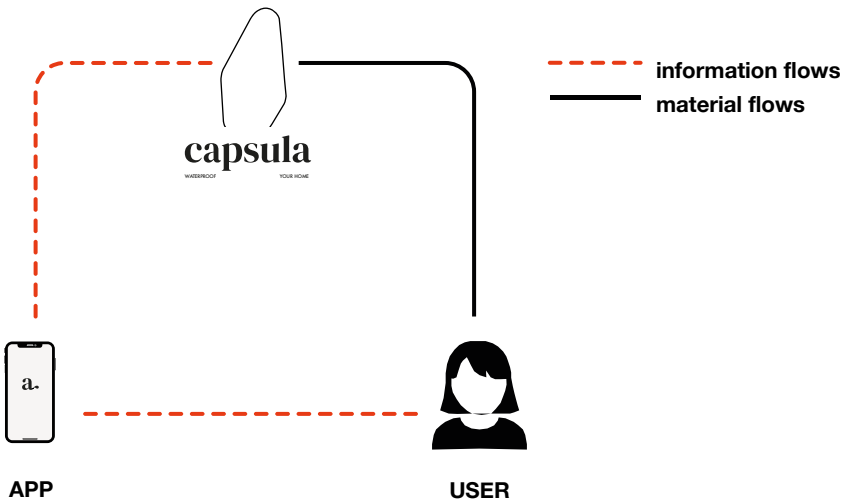 information flows
material flows
capsula
WATERPROOF YOUR HOME
a.
APP
USER